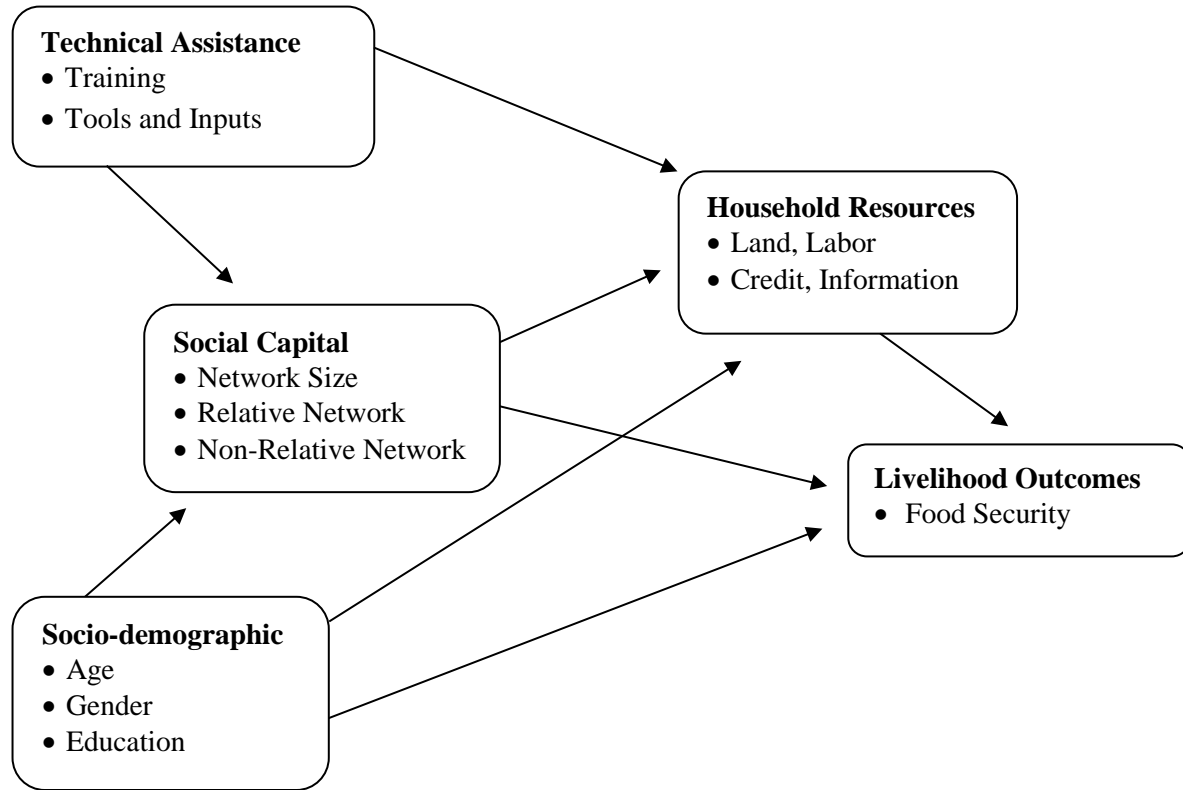 Technical Assistance
• Training
• Tools and Inputs
Household Resources
• Land, Labor
• Credit, Information
Social Capital
• Network Size
• Relative Network
• Non-Relative Network
Livelihood Outcomes
• Food Security
Socio-demographic
• Age
• Gender
• Education